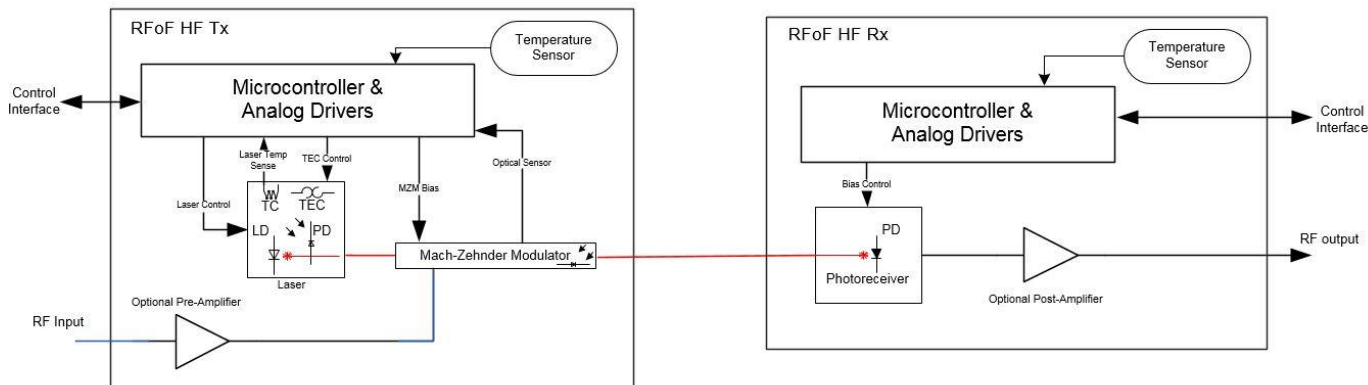 RFoF HF Tx
Temperature
Sensor
Microcontroller &
Analog Drivers
Control
Interface
Laser Temp
Sense
TEC Control
Optical Sensor
Laser Control
MZM Bias
TC
TEC
LD
PD
Mach-Zehnder Modulator
Laser
Optional Pre-Amplifier
RF Input
RFoF HF Rx
Temperature
Sensor
Microcontroller &
Analog Drivers
Control
Interface
Bias Control
PD
Photoreceiver
RF output
Optional Post-Amplifier